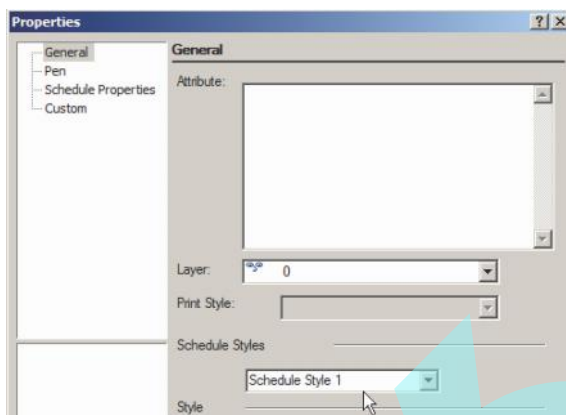 Properties
General
Pen
Schedule Properties
Custom
General
Attribute:
Layer: 0
Print Style:
Schedule Styles
Schedule Style 1
Style